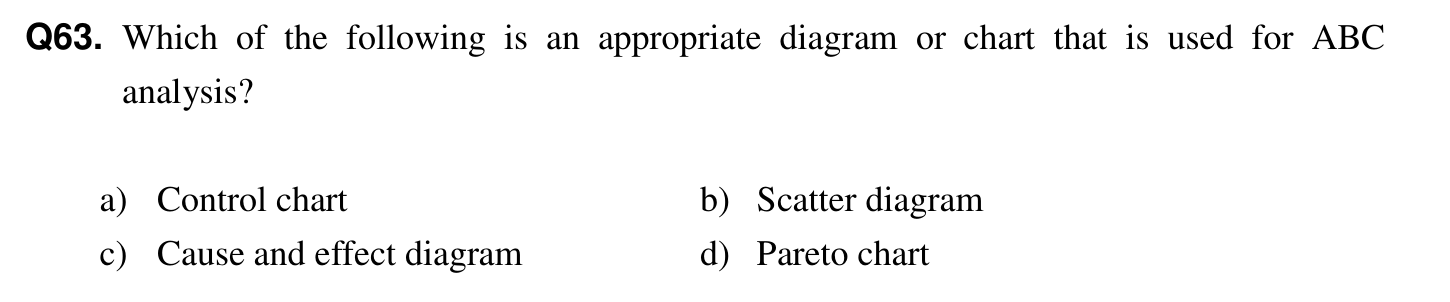 Q63. Which of the following is an appropriate diagram or chart that is used for ABC
analysis?
a) Control chart b) Scatter diagram
c) Cause and effect diagram d) Pareto chart